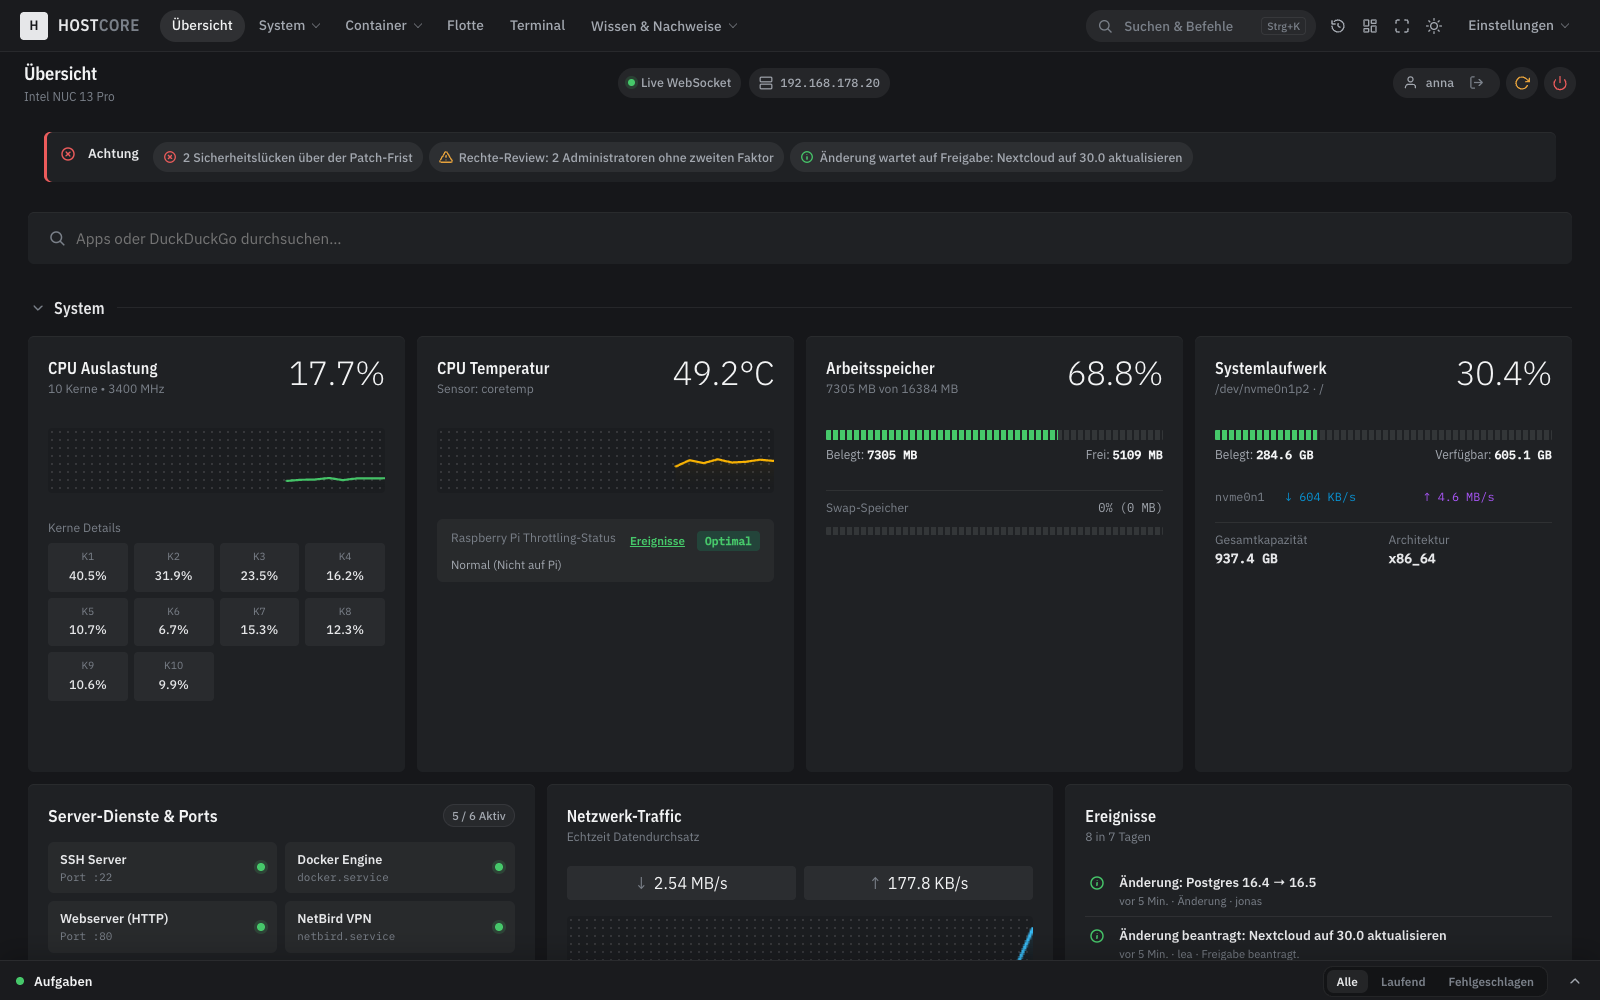 H HOSTCORE Übersicht System Container Flotte Terminal Wissen & Nachweise Suchen & Befehle Strg+K Einstellungen
Übersicht
Intel NUC 13 Pro
Live WebSocket 192.168.178.20 anna
Achtung 2 Sicherheitslücken über der Patch-Frist Rechte-Review: 2 Administratoren ohne zweiten Faktor Änderung wartet auf Freigabe: Nextcloud auf 30.0 aktualisieren
Apps oder DuckDuckGo durchsuchen...
System
CPU Auslastung 17.7%
10 Kerne • 3400 MHz
Kerne Details
K1 K2 K3 K4
40.5% 31.9% 23.5% 16.2%
K5 K6 K7 K8
10.7% 6.7% 15.3% 12.3%
K9 K10
10.6% 9.9%
CPU Temperatur 49.2°C
Sensor: coretemp
Raspberry Pi Throttling-Status Ereignisse Optimal
Normal (Nicht auf Pi)
Arbeitsspeicher 68.8%
7305 MB von 16384 MB
Belegt: 7305 MB Frei: 5109 MB
Swap-Speicher 0% (0 MB)
Systemlaufwerk 30.4%
/dev/nvme0n1p2 · /
Belegt: 284.6 GB Verfügbar: 605.1 GB
nvme0n1 ↓ 604 KB/s ↑ 4.6 MB/s
Gesamtkapazität Architektur
937.4 GB x86_64
Server-Dienste & Ports 5 / 6 Aktiv
SSH Server Docker Engine
Port :22 docker.service
Webserver (HTTP) NetBird VPN
Port :80 netbird.service
Netzwerk-Traffic
Echtzeit Datendurchsatz
↓ 2.54 MB/s ↑ 177.8 KB/s
Ereignisse
8 in 7 Tagen
Änderung: Postgres 16.4 → 16.5
vor 5 Min. · Änderung · jonas
Änderung beantragt: Nextcloud auf 30.0 aktualisieren
vor 5 Min. · lea · Freigabe beantragt.
Aufgaben Alle Laufend Fehlgeschlagen